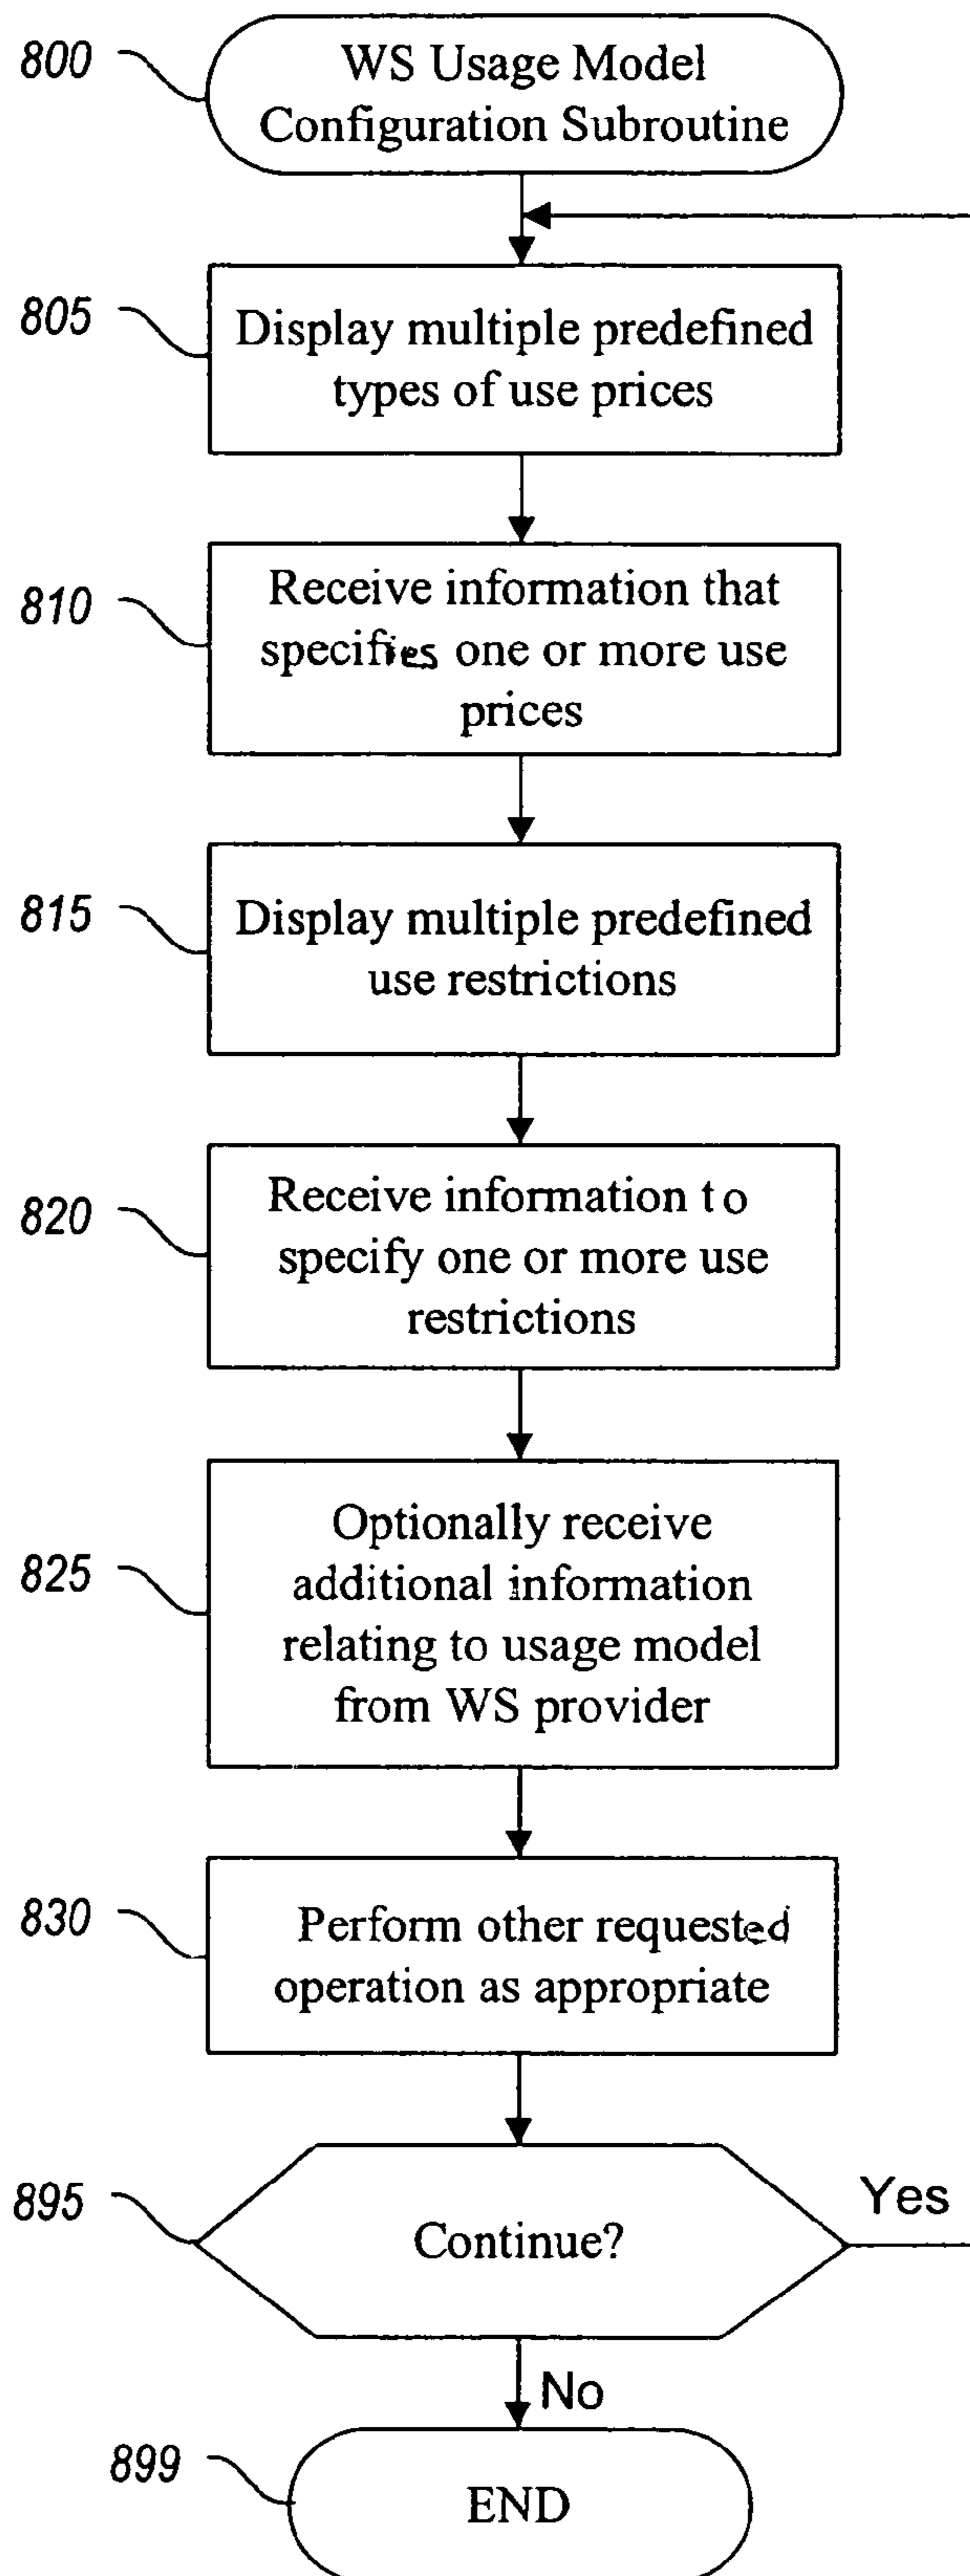 800
WS Usage Model
Configuration Subroutine
805
Display multiple predefined
types of use prices
810
Receive information that
specifies one or more use
prices
815
Display multiple predefined
use restrictions
820
Receive information to
specify one or more use
restrictions
825
Optionally receive
additional information
relating to usage model
from WS provider
830
Perform other requested
operation as appropriate
895
Continue?
Yes
No
899
END